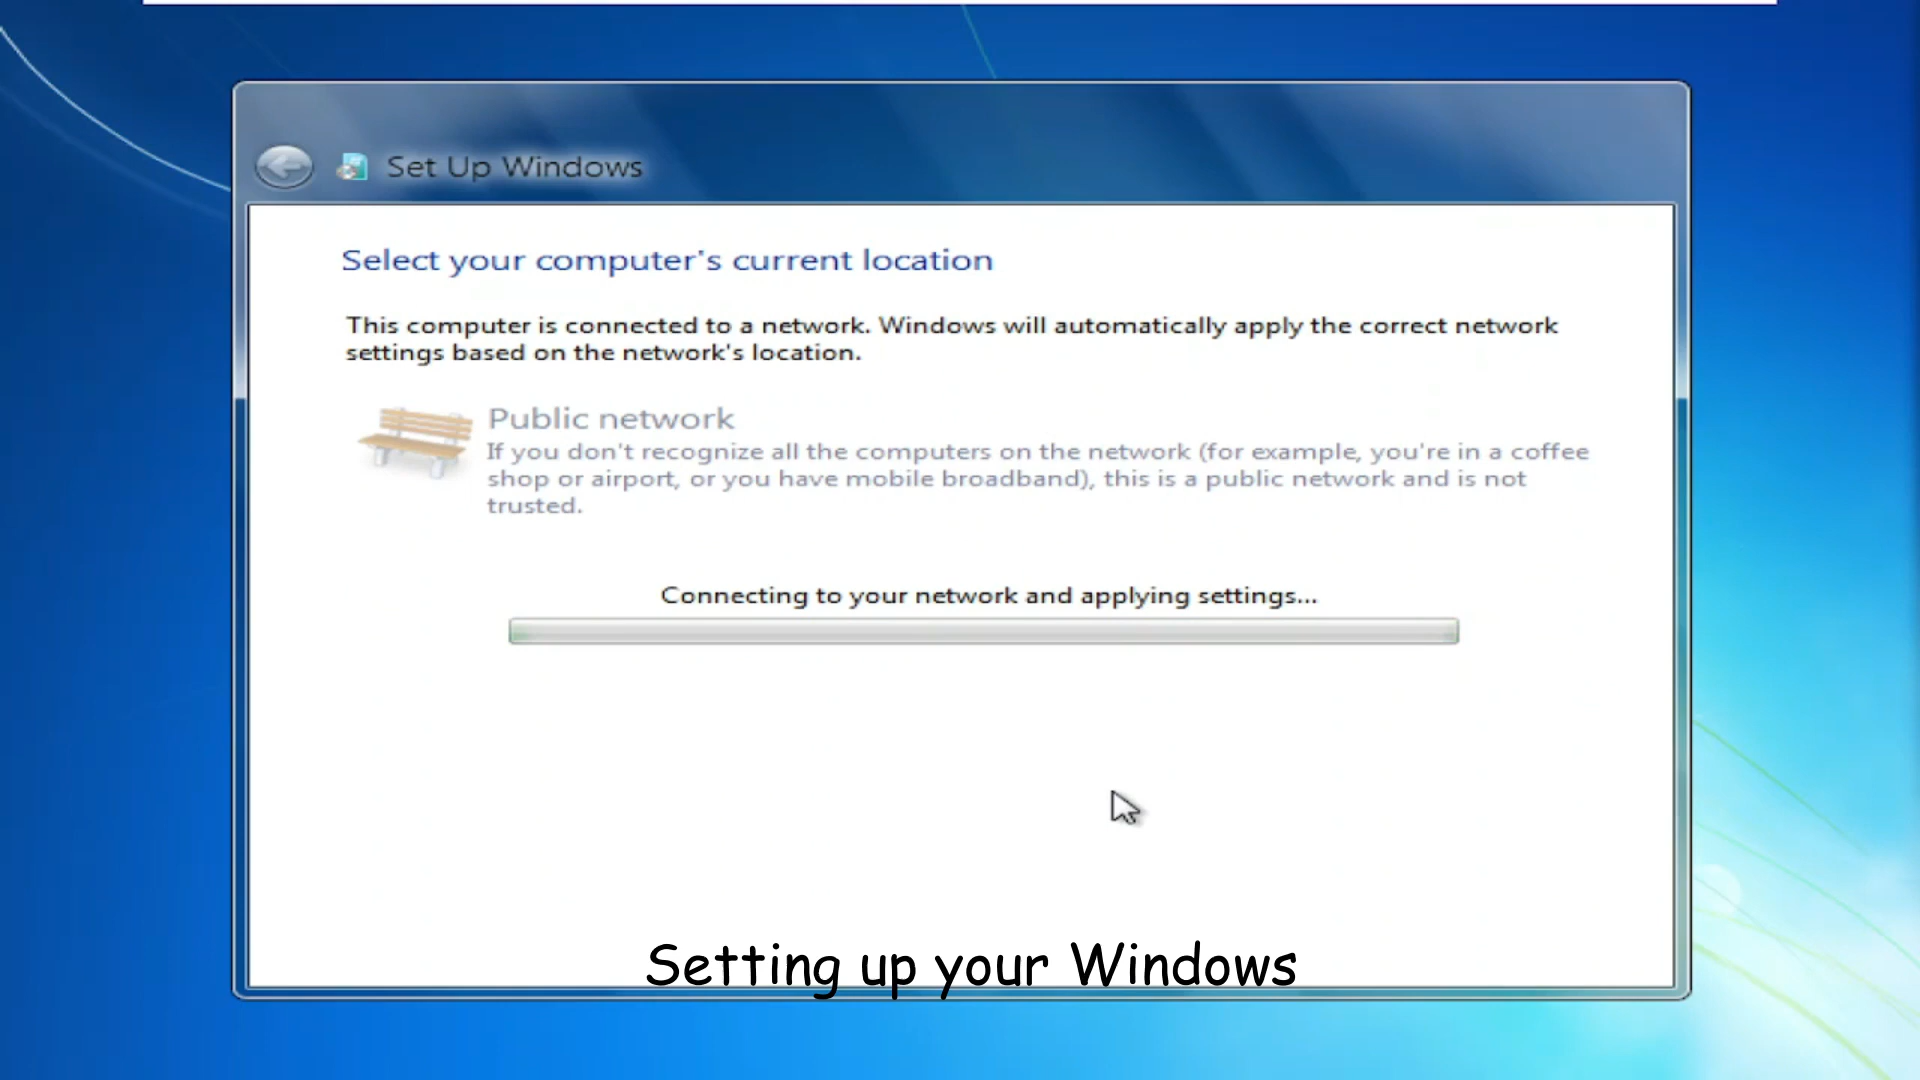 Set Up Windows
Select your computer's current location
This computer is connected to a network. Windows will automatically apply the correct network
settings based on the network's location.
Public network
If you don't recognize all the computers on the network (for example, you're in a coffee
shop or airport, or you have mobile broadband), this is a public network and is not
trusted.
Connecting to your network and applying settings...
Setting up your Windows